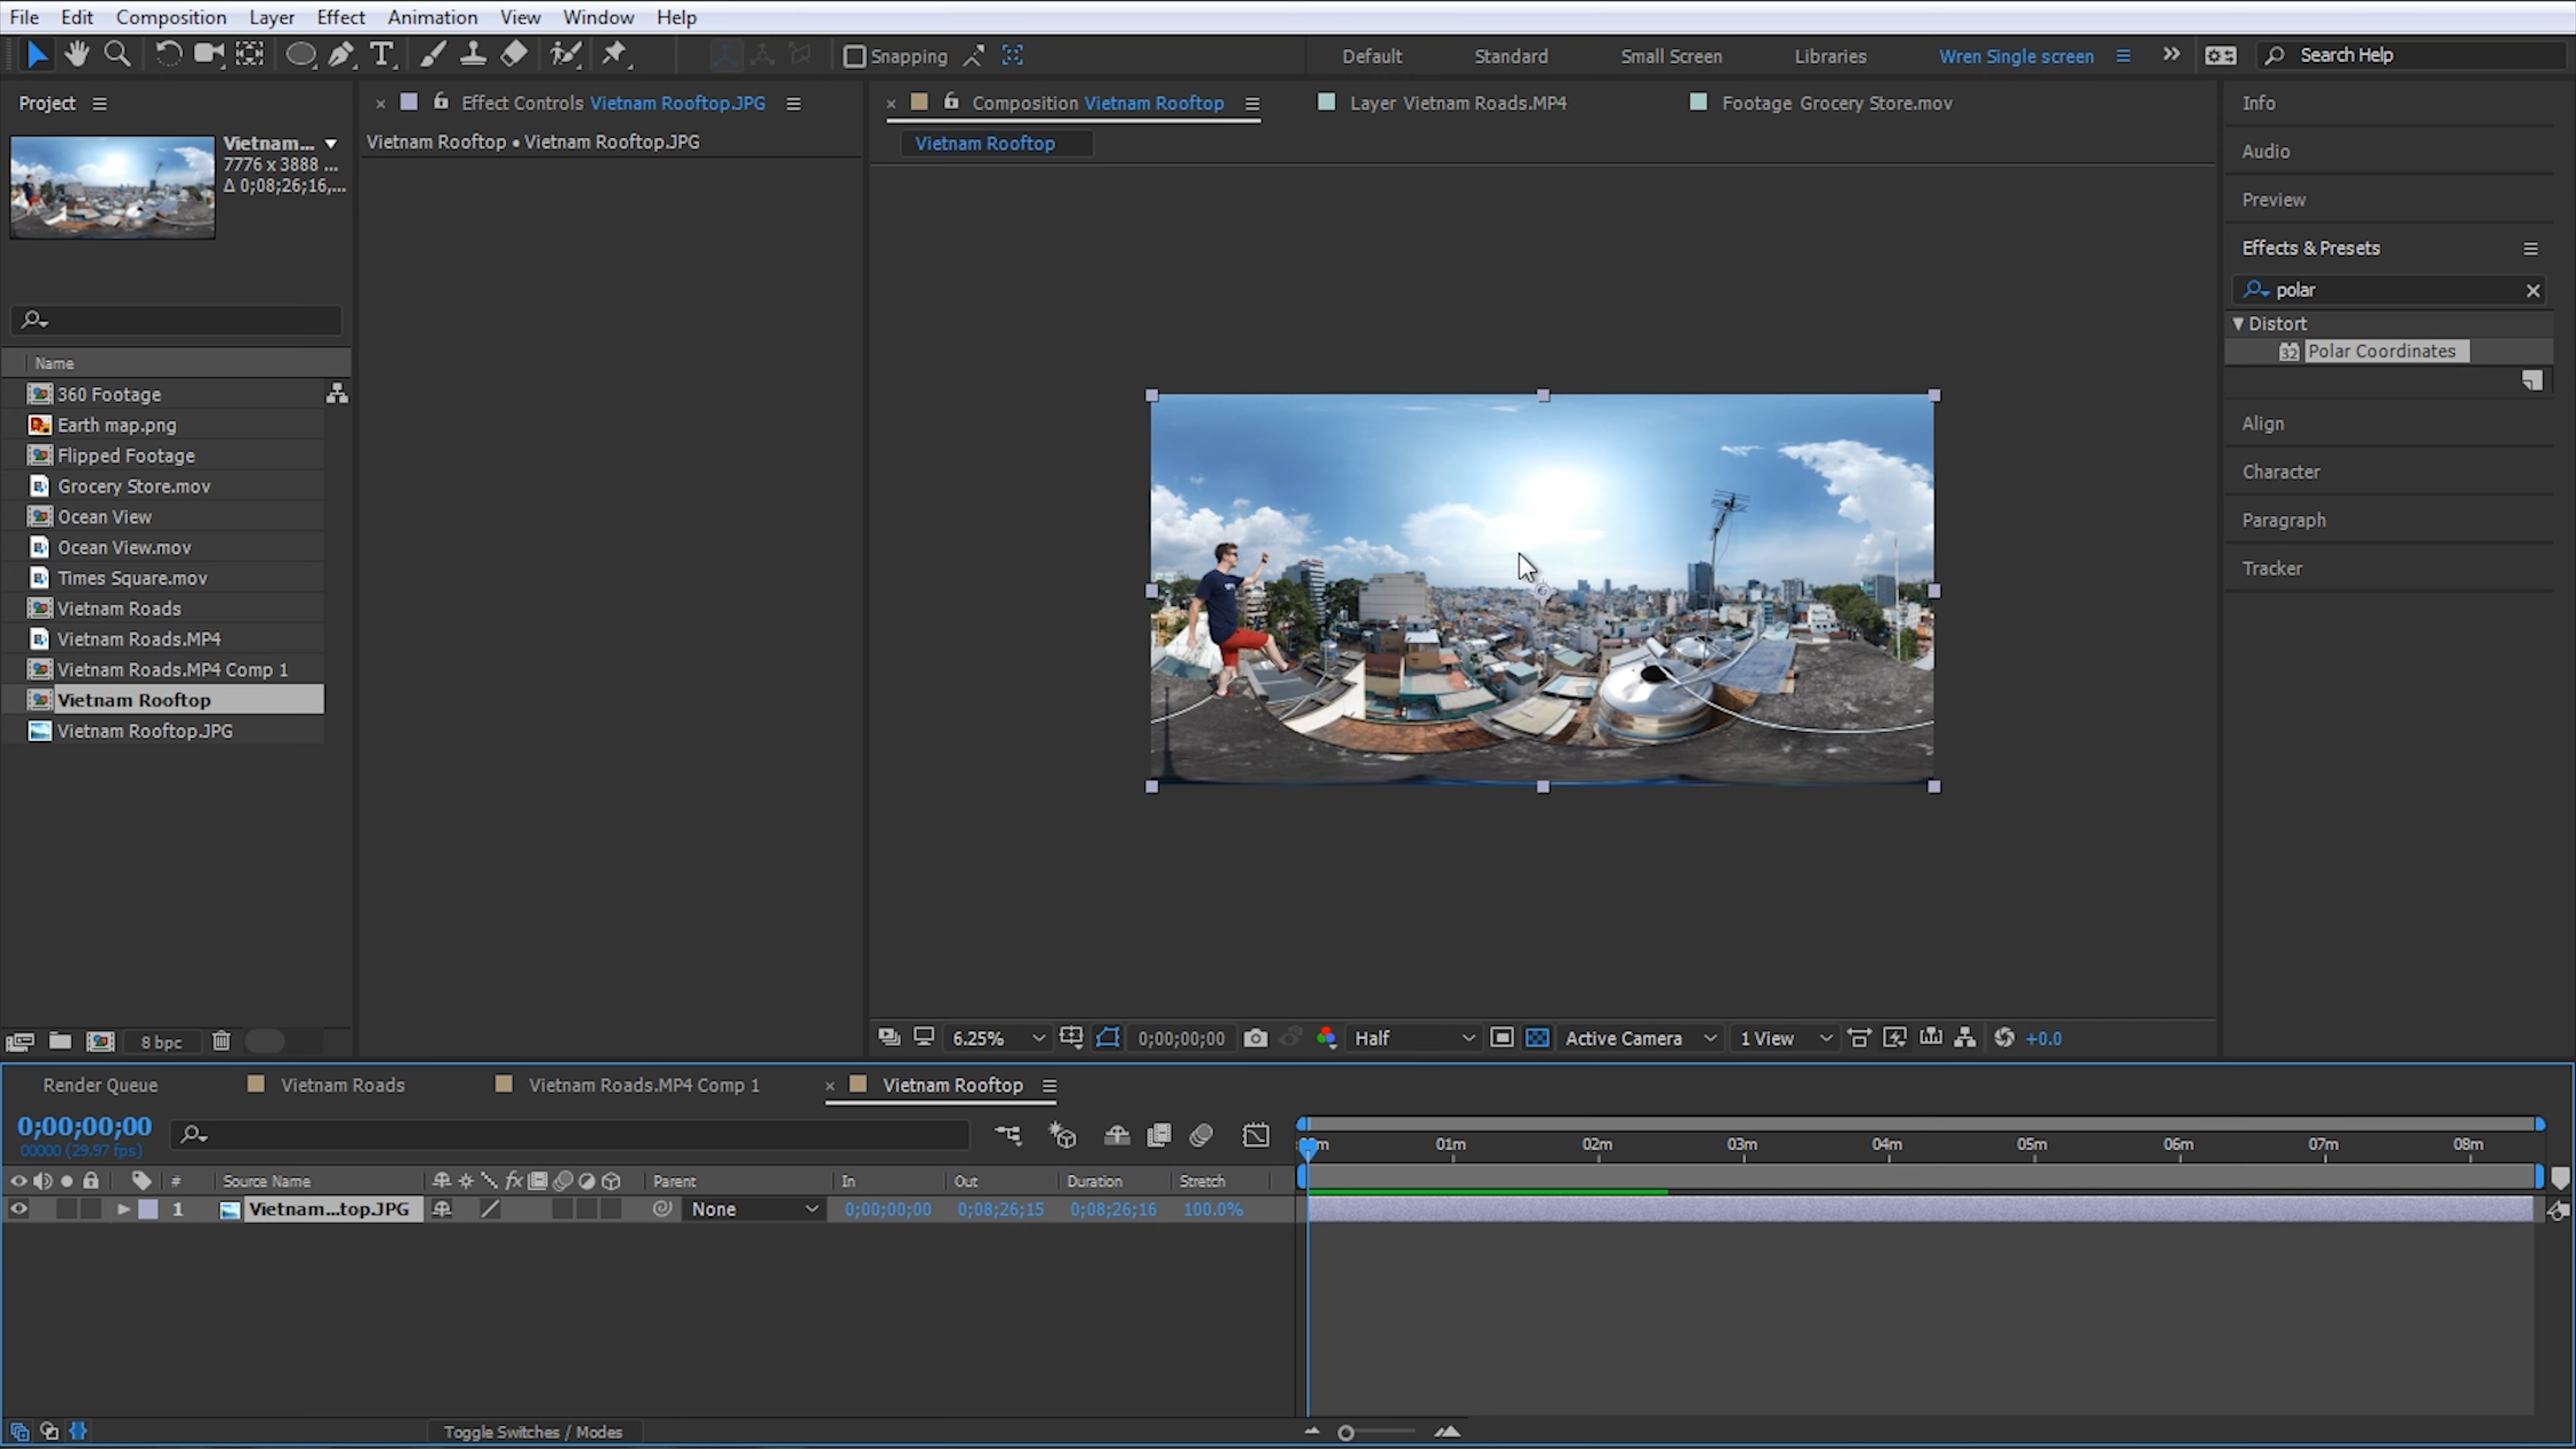 File Edit Composition Layer Effect Animation View Window Help
Snapping Default Standard Small Screen Libraries Wren Single screen Search Help
Project
Effect Controls Vietnam Rooftop.JPG
Composition Vietnam Rooftop
Layer Vietnam Roads.MP4
Footage Grocery Store.mov
Vietnam...
7776 x 3888 ...
Δ 0;08;26;16,...
Vietnam Rooftop • Vietnam Rooftop.JPG
Vietnam Rooftop
Name
360 Footage
Earth map.png
Flipped Footage
Grocery Store.mov
Ocean View
Ocean View.mov
Times Square.mov
Vietnam Roads
Vietnam Roads.MP4
Vietnam Roads.MP4 Comp 1
Vietnam Rooftop
Vietnam Rooftop.JPG
8 bpc
Info
Audio
Preview
Effects & Presets
polar
Distort
32 Polar Coordinates
Align
Character
Paragraph
Tracker
6.25% 0;00;00;00 Half Active Camera 1 View +0.0
Render Queue Vietnam Roads Vietnam Roads.MP4 Comp 1 Vietnam Rooftop
0;00;00;00
00000 (29.97 fps)
01m 02m 03m 04m 05m 06m 07m 08m
# Source Name fx Parent In Out Duration Stretch
1 Vietnam...top.JPG None 0;00;00;00 0;08;26;15 0;08;26;16 100.0%
Toggle Switches / Modes